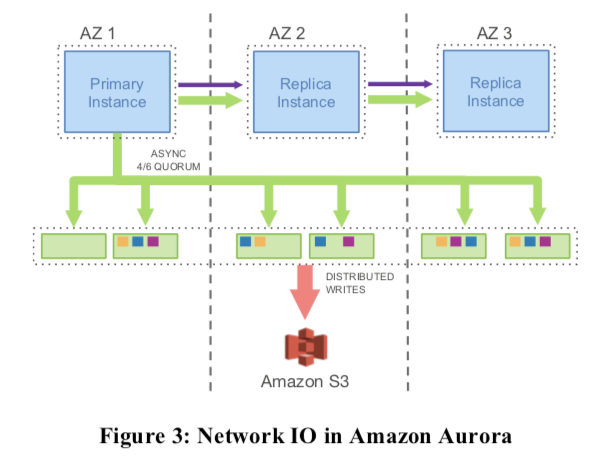 AZ 1
AZ 2
AZ 3
Primary
Instance
Replica
Instance
Replica
Instance
ASYNC
4/6 QUORUM
DISTRIBUTED
WRITES
Amazon S3
Figure 3: Network IO in Amazon Aurora